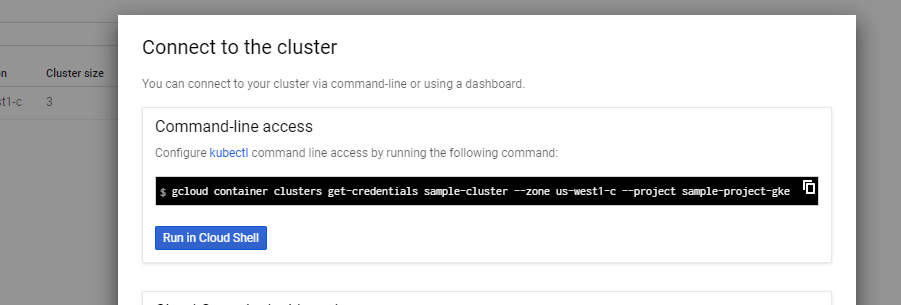 Connect to the cluster
You can connect to your cluster via command-line or using a dashboard.
Cluster size
3
Command-line access
Configure kubectl command line access by running the following command:
$ gcloud container clusters get-credentials sample-cluster --zone us-west1-c --project sample-project-gke
Run in Cloud Shell